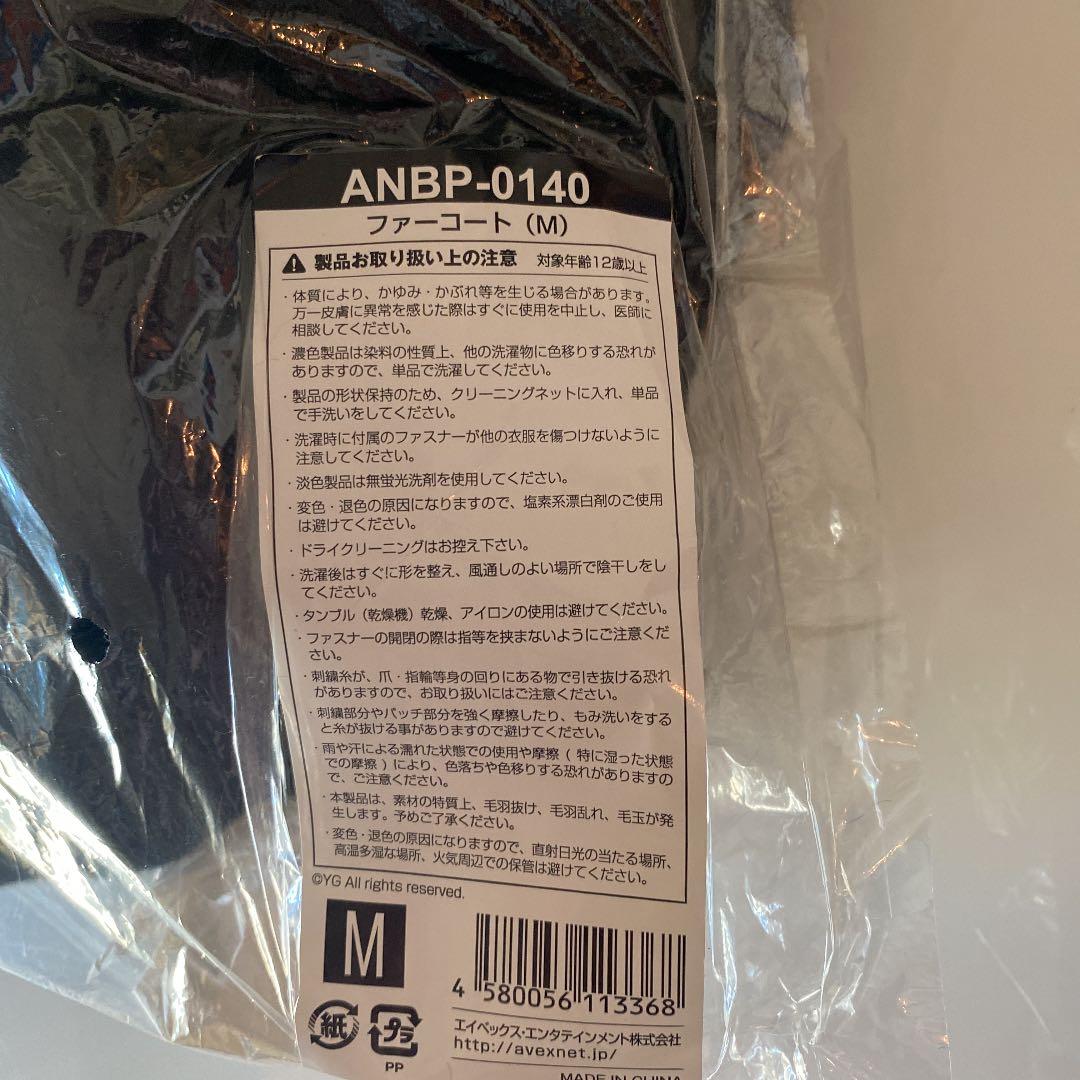 ANBP-0140
ファーコート（M）
製品お取り扱い上の注意 対象年齢12歳以上
・体質により、かゆみ・かぶれ等を生じる場合があります。
万一皮膚に異常を感じた際はすぐに使用を中止し、医師に
相談してください。
・濃色製品は染料の性質上、他の洗濯物に色移りする恐れが
ありますので、単品で洗濯してください。
・製品の形状保持のため、クリーニングネットに入れ、単品
で手洗いをしてください。
・洗濯時に付属のファスナーが他の衣服を傷つけないように
注意してください。
・淡色製品は無蛍光洗剤を使用してください。
・変色・退色の原因になりますので、塩素系漂白剤のご使用
は避けてください。
・ドライクリーニングはお控え下さい。
・洗濯後はすぐに形を整え、風通しのよい場所で陰干しをし
てください。
・タンブル（乾燥機）乾燥、アイロンの使用は避けてください。
・ファスナーの開閉の際は指等を挟まないようにご注意くだ
さい。
・刺繍糸が、爪・指輪等身の回りにある物で引き抜ける恐れ
がありますので、お取り扱いにはご注意ください。
・刺繍部分やパッチ部分を強く摩擦したり、もみ洗いをする
と糸が抜ける事がありますので避けてください。
・雨や汗による濡れた状態での使用や摩擦（特に湿った状態
での摩擦）により、色落ちや色移りする恐れがありますの
で、ご注意ください。
・本製品は、素材の特質上、毛羽抜け、毛羽乱れ、毛玉が発
生します。予めご了承ください。
・変色・退色の原因になりますので、直射日光の当たる場所、
高温多湿な場所、火気周辺での保管は避けてください。
©YG All rights reserved.
M
4 580056 113368
紙 プラ
PP
エイベックス・エンタテインメント株式会社
http://avexnet.jp/
MADE IN CHINA